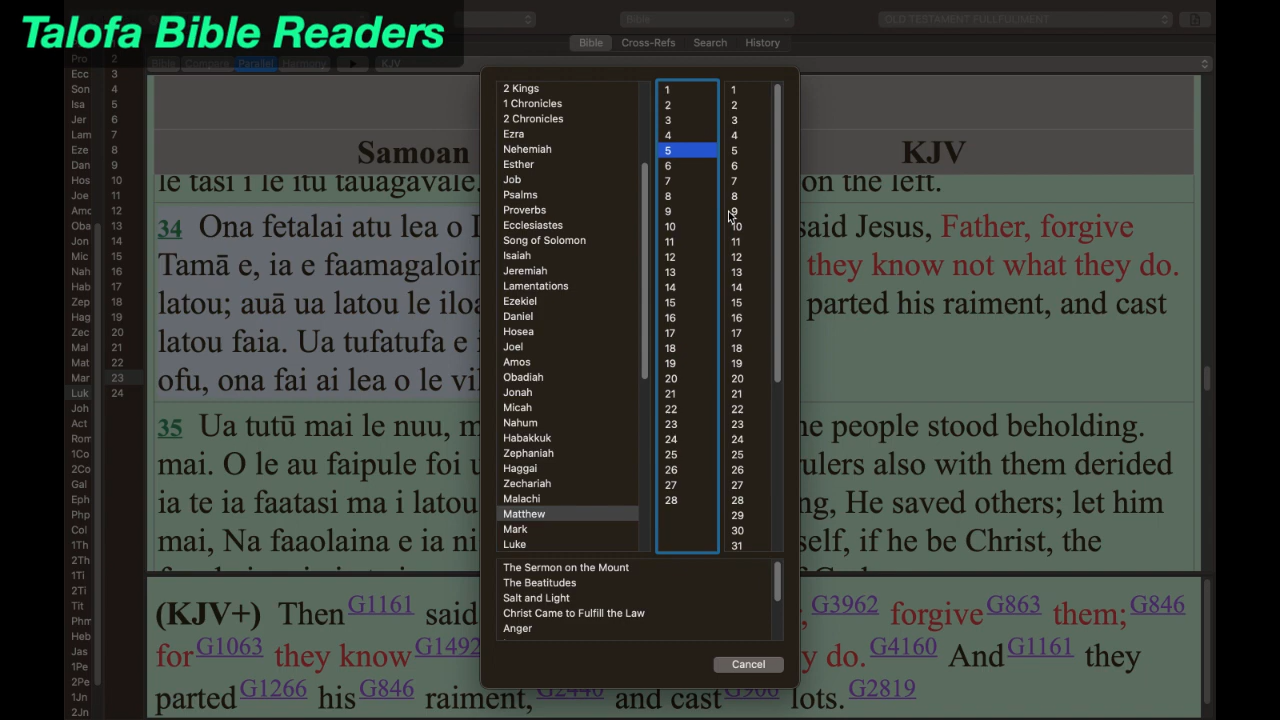 Talofa Bible Readers
Bible
OLD TESTAMENT FULLFULIMENT
Bible Cross-Refs Search History
Bible Compare Parallel Harmony KJV
Pro 2
Ecc 3
Son 4
Isa 5
Jer 6
Lam 7
Eze 8
Dan 9
Hos 10
Joe 11
Amo 12
Oba 13
Jon 14
Mic 15
Nah 16
Hab 17
Zep 18
Hag 19
Zec 20
Mal 21
Mat 22
Mar 23
Luk 24
Joh
Act
Rom
1Co
2Co
Gal
Eph
Php
Col
1Th
2Th
1Ti
2Ti
Tit
Phm
Heb
Jas
1Pe
2Pe
1Jn
2Jn
Samoan
le tasi i le itu tauagavale.
34 Ona fetalai atu lea o I
Tamā e, ia e faamagaloin
latou; auā ua latou le iloa
latou faia. Ua tufatufa e i
ofu, ona fai ai lea o le vil
35 Ua tutū mai le nuu, m
mai. O le au faipule foi u
ia te ia faatasi ma i latou
mai, Na faaolaina e ia ni
2 Kings
1 Chronicles
2 Chronicles
Ezra
Nehemiah
Esther
Job
Psalms
Proverbs
Ecclesiastes
Song of Solomon
Isaiah
Jeremiah
Lamentations
Ezekiel
Daniel
Hosea
Joel
Amos
Obadiah
Jonah
Micah
Nahum
Habakkuk
Zephaniah
Haggai
Zechariah
Malachi
Matthew
Mark
Luke
1
2
3
4
5
6
7
8
9
10
11
12
13
14
15
16
17
18
19
20
21
22
23
24
25
26
27
28
1
2
3
4
5
6
7
8
9
10
11
12
13
14
15
16
17
18
19
20
21
22
23
24
25
26
27
28
29
30
31
The Sermon on the Mount
The Beatitudes
Salt and Light
Christ Came to Fulfill the Law
Anger
Cancel
KJV
on the left.
said Jesus, Father, forgive
they know not what they do.
parted his raiment, and cast
he people stood beholding.
rulers also with them derided
ng, He saved others; let him
self, if he be Christ, the
(KJV+) Then G1161 said ; G3962 forgive G863 them; G846
for G1063 they know G1492 y do. G4160 And G1161 they
parted G1266 his G846 raiment, G2440 and cast G906 lots. G2819